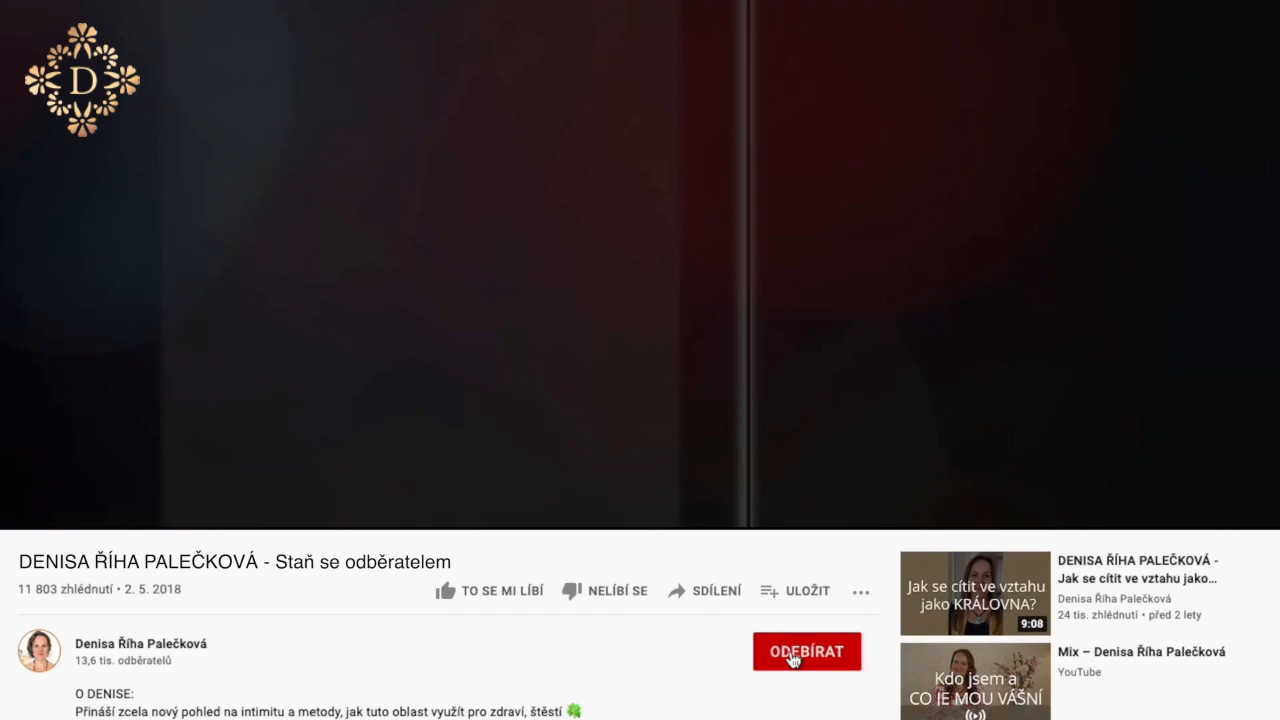 D
DENISA ŘÍHA PALEČKOVÁ - Staň se odběratelem
11 803 zhlédnutí • 2. 5. 2018
TO SE MI LÍBÍ
NELÍBÍ SE
SDÍLENÍ
ULOŽIT
Denisa Říha Palečková
13,6 tis. odběratelů
ODEBÍRAT
O DENISE:
Přináší zcela nový pohled na intimitu a metody, jak tuto oblast využít pro zdraví, štěstí 🍀
Jak se cítit ve vztahu
jako KRÁLOVNA?
9:08
DENISA ŘÍHA PALEČKOVÁ -
Jak se cítit ve vztahu jako...
Denisa Říha Palečková
24 tis. zhlédnutí • před 2 lety
Kdo jsem a
CO JE MOU VÁŠNÍ
Mix – Denisa Říha Palečková
YouTube